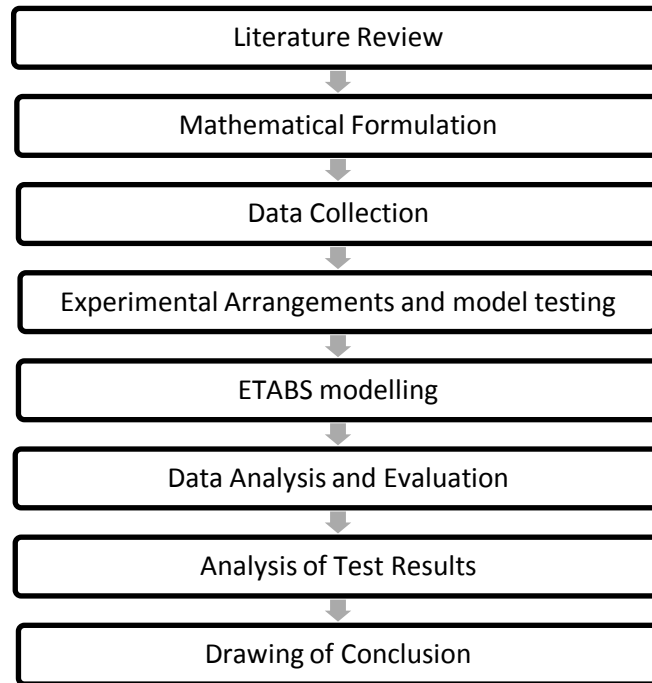 Literature Review
Mathematical Formulation
Data Collection
Experimental Arrangements and model testing
ETABS modelling
Data Analysis and Evaluation
Analysis of Test Results
Drawing of Conclusion